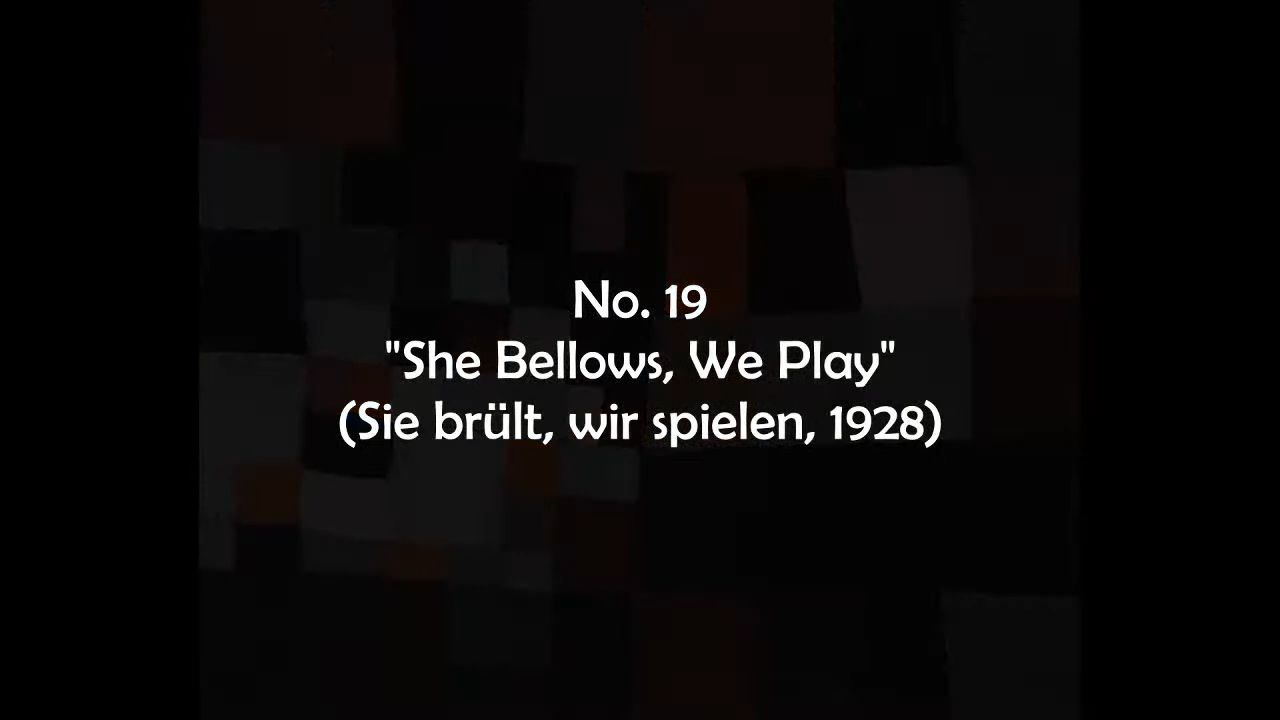 No. 19
"She Bellows, We Play"
(Sie brült, wir spielen, 1928)